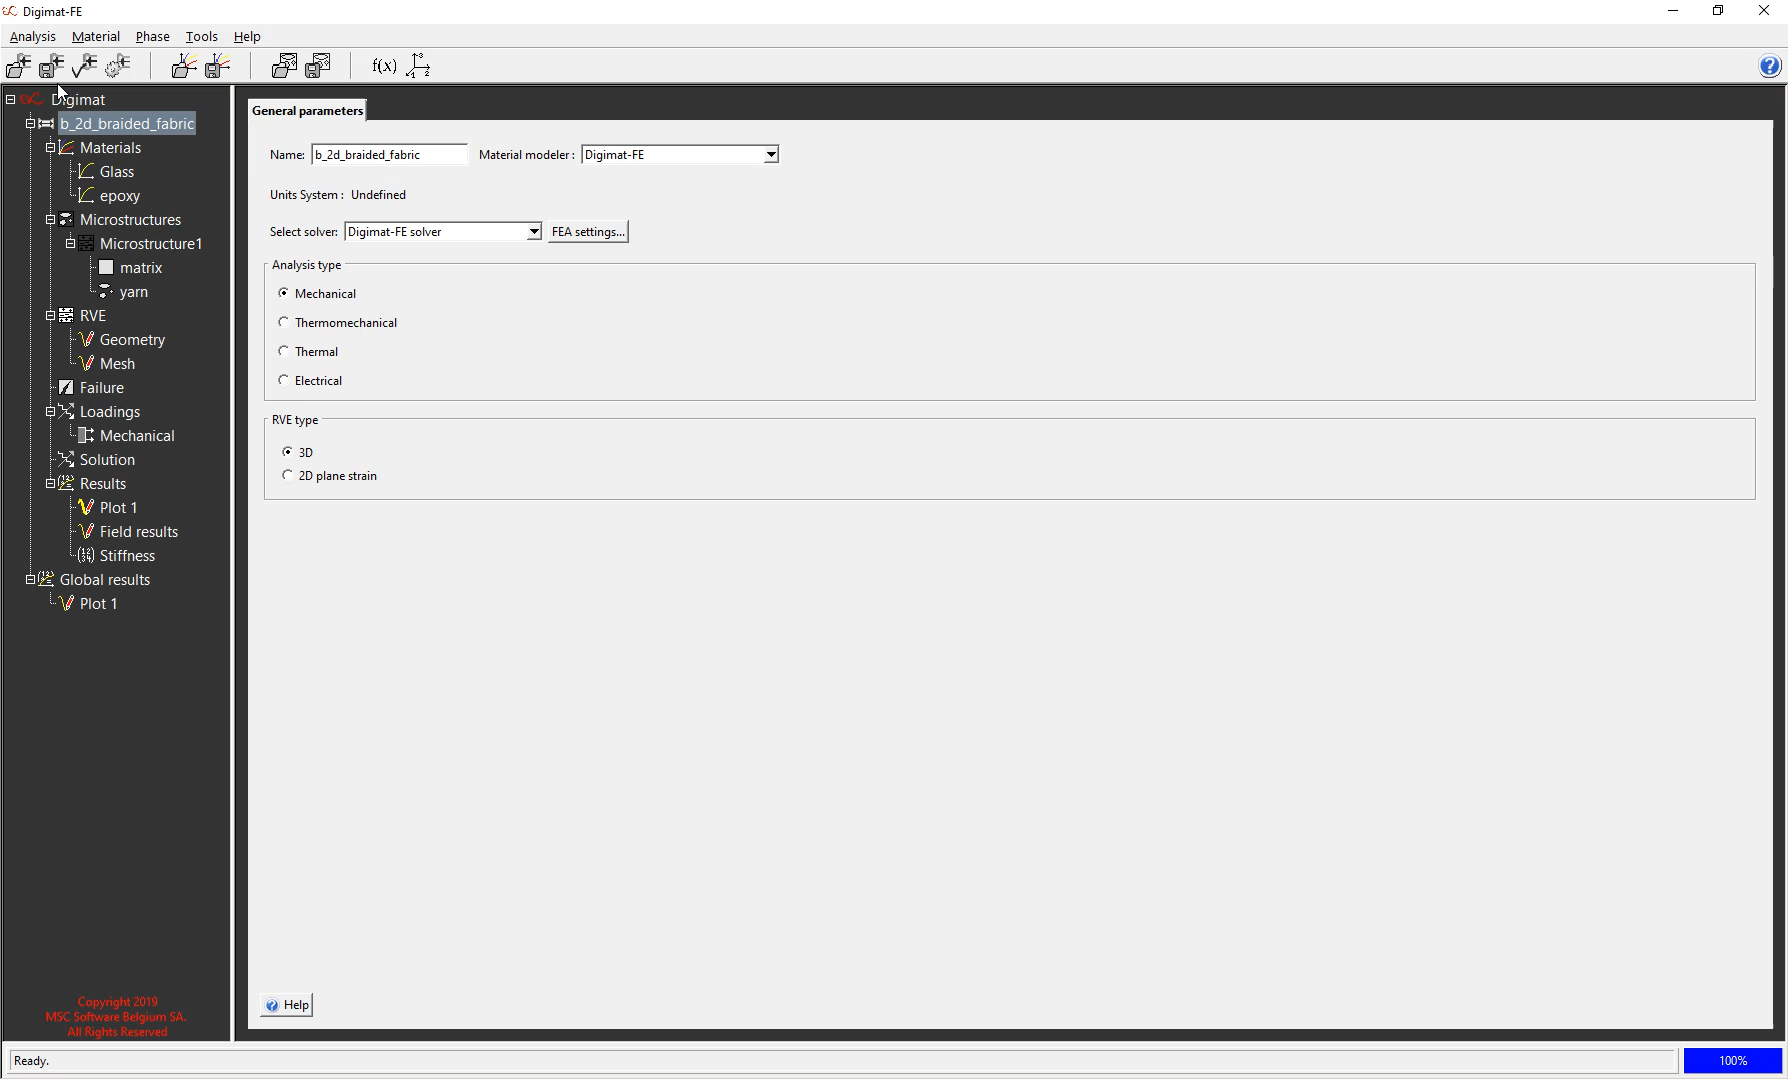 Digimat-FE
Analysis Material Phase Tools Help
f(x)
Digimat
b_2d_braided_fabric
Materials
Glass
epoxy
Microstructures
Microstructure1
matrix
yarn
RVE
Geometry
Mesh
Failure
Loadings
Mechanical
Solution
Results
Plot 1
Field results
Stiffness
Global results
Plot 1
Copyright 2019
MSC Software Belgium SA.
All Rights Reserved
General parameters
Name: b_2d_braided_fabric Material modeler: Digimat-FE
Units System: Undefined
Select solver: Digimat-FE solver FEA settings...
Analysis type
Mechanical
Thermomechanical
Thermal
Electrical
RVE type
3D
2D plane strain
Help
Ready.
100%